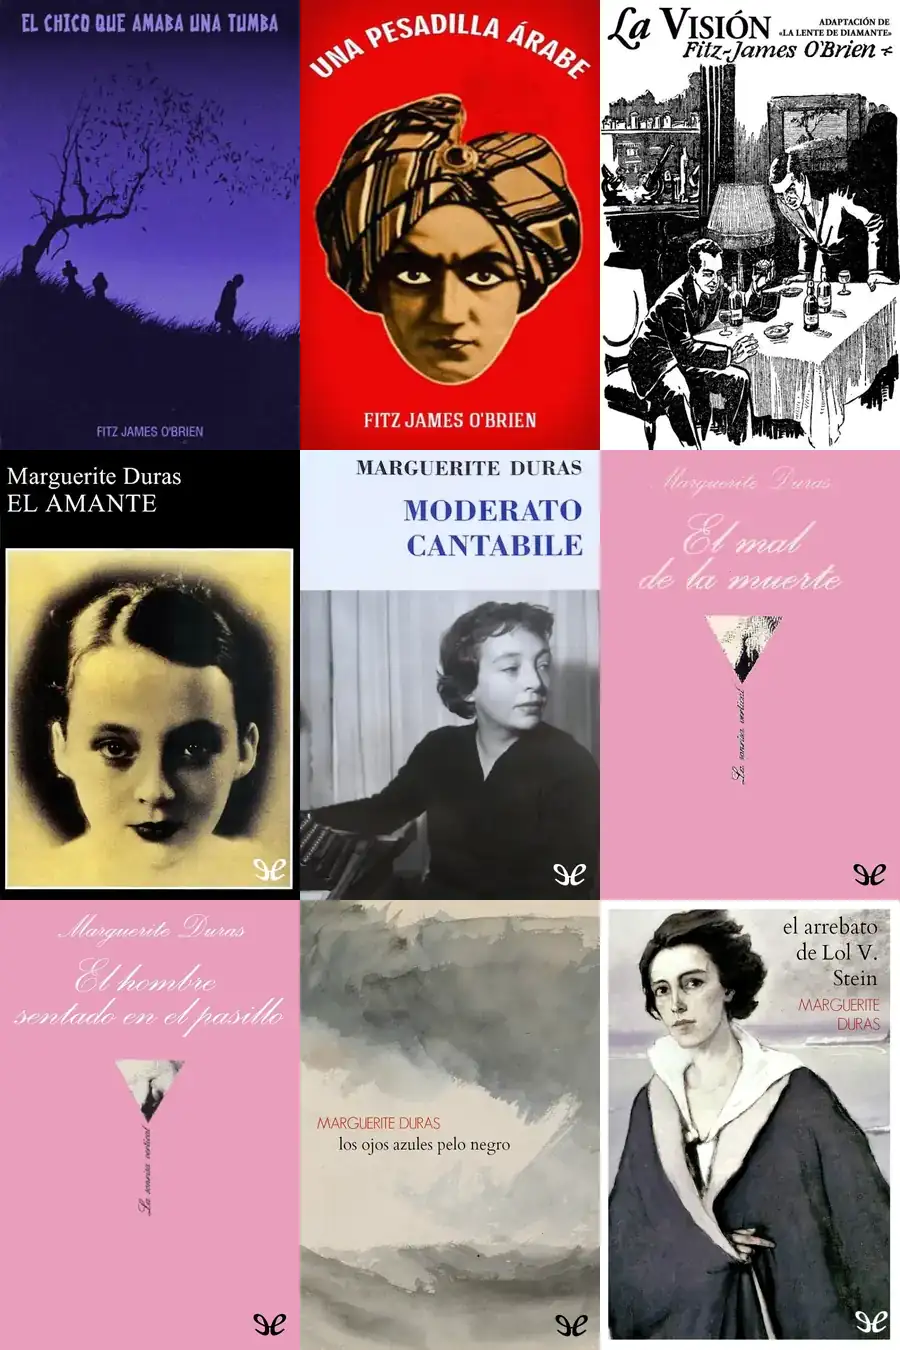 EL CHICO QUE AMABA UNA TUMBA
FITZ JAMES O'BRIEN
UNA PESADILLA ÁRABE
FITZ JAMES O'BRIEN
La VISIÓN
ADAPTACIÓN DE
«LA LENTE DE DIAMANTE»
Fitz-James O'Brien
Marguerite Duras
EL AMANTE
MARGUERITE DURAS
MODERATO
CANTABILE
Marguerite Duras
El mal
de la muerte
La sonrisa vertical
Marguerite Duras
El hombre
sentado en el pasillo
La sonrisa vertical
MARGUERITE DURAS
los ojos azules pelo negro
el arrebato
de Lol V.
Stein
MARGUERITE
DURAS